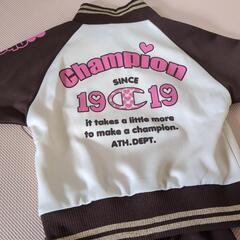 Champion
SINCE
19 C 19
it takes a little more
to make a champion.
ATH.DEPT.